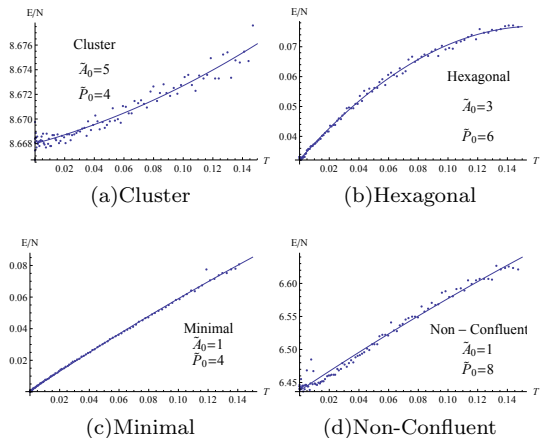 E/N
8.676
8.674
8.672
8.670
8.668
Cluster
Ã₀=5
P̃₀=4
0.02 0.04 0.06 0.08 0.10 0.12 0.14 T
(a)Cluster
E/N
0.07
0.06
0.05
0.04
Hexagonal
Ã₀=3
P̃₀=6
0.02 0.04 0.06 0.08 0.10 0.12 0.14 T
(b)Hexagonal
E/N
0.08
0.06
0.04
0.02
Minimal
Ã₀=1
P̃₀=4
0.02 0.04 0.06 0.08 0.10 0.12 0.14 T
(c)Minimal
E/N
6.60
6.55
6.50
6.45
Non – Confluent
Ã₀=1
P̃₀=8
0.02 0.04 0.06 0.08 0.10 0.12 0.14 T
(d)Non-Confluent